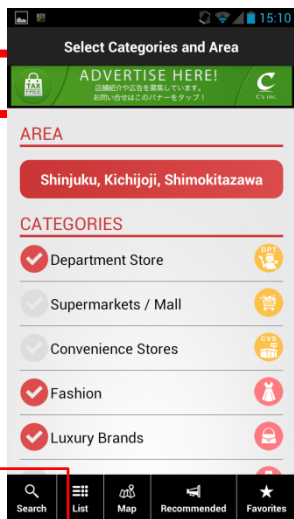 15:10
Select Categories and Area
TAX
FREE
ADVERTISE HERE!
店舗紹介や広告を募集しています。
お問い合せはこのバナーをタップ！
C
C's inc.
AREA
Shinjuku, Kichijoji, Shimokitazawa
CATEGORIES
Department Store
DPT
Supermarkets / Mall
Convenience Stores
CVS
Fashion
Luxury Brands
Search
List
Map
Recommended
Favorites